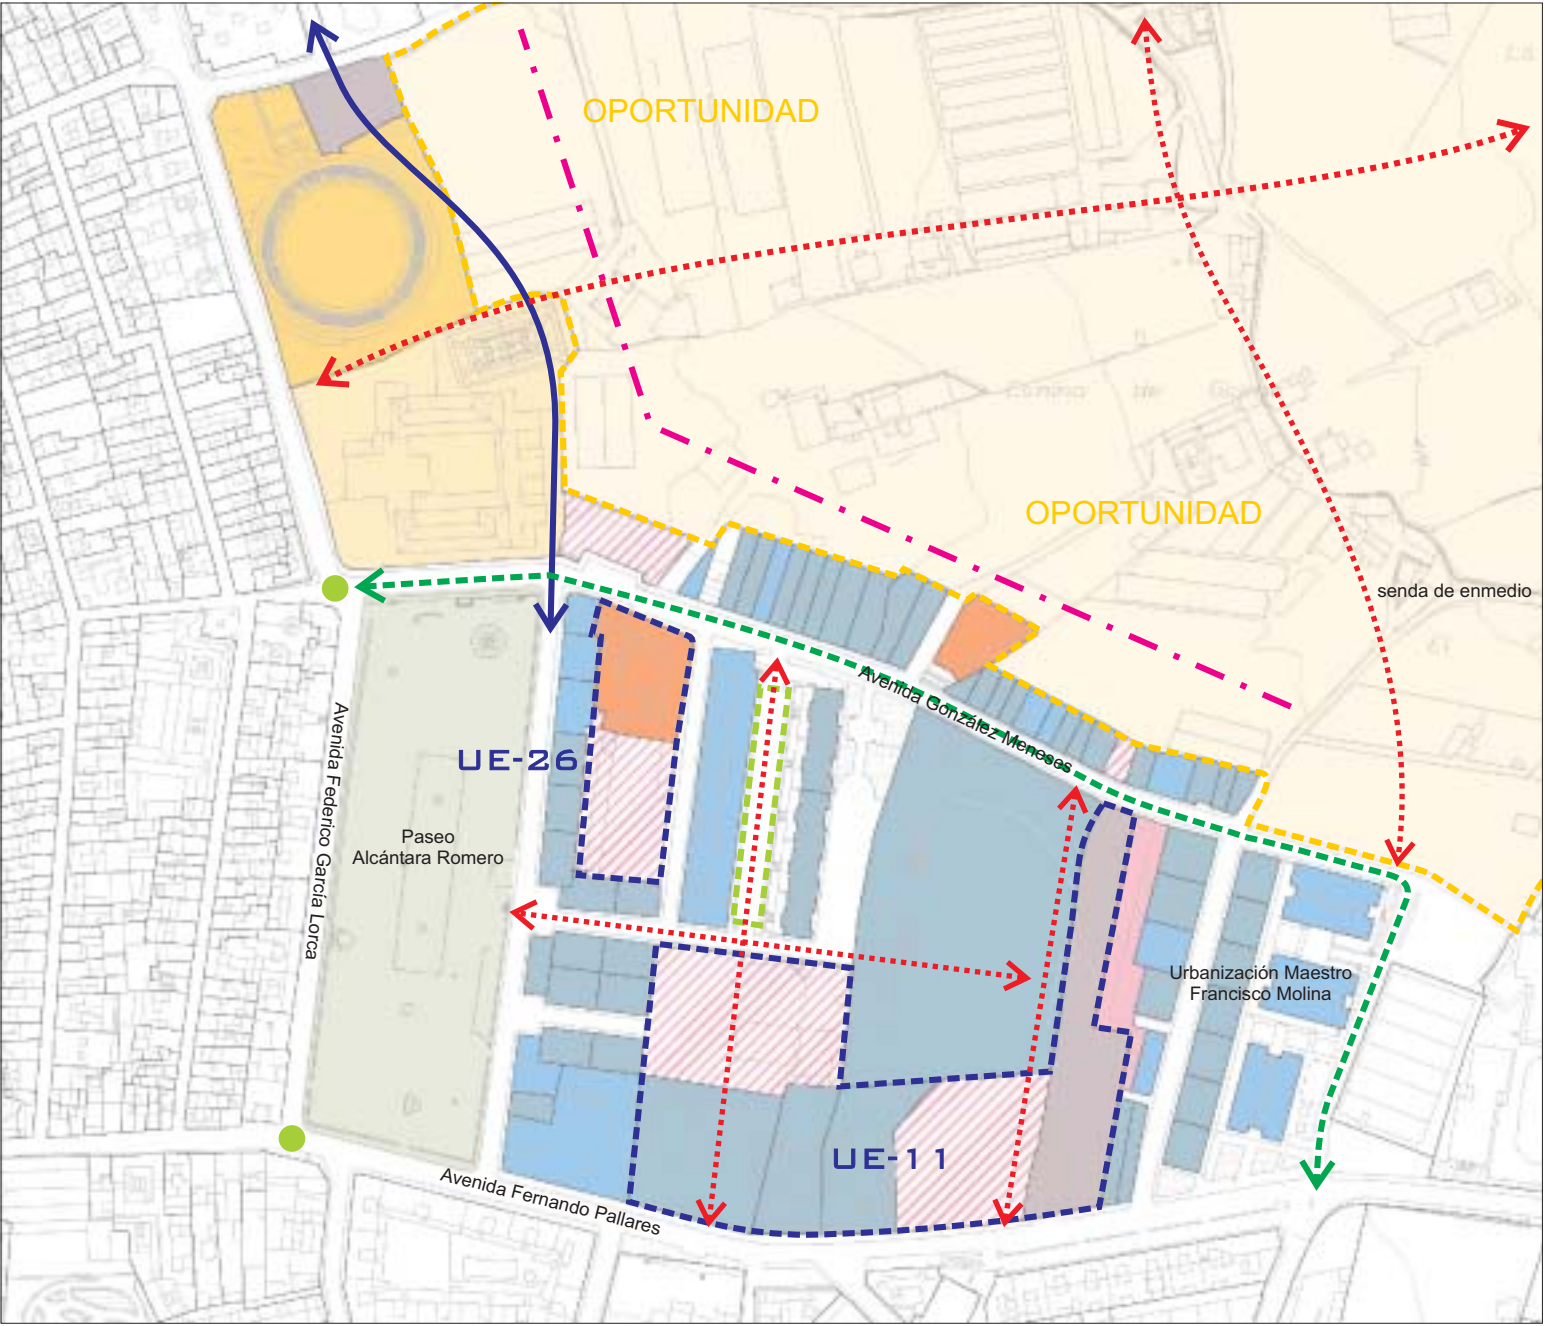 OPORTUNIDAD
OPORTUNIDAD
senda de enmedio
Avenida González Meneses
Avenida Federico García Lorca
UE-26
Paseo
Alcántara Romero
Urbanización Maestro
Francisco Molina
UE-11
Avenida Fernando Pallares